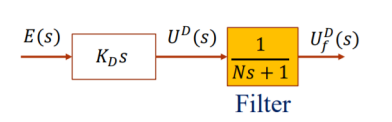 E(s) U^D(s) U_f^D(s)
K_D s
1
Ns + 1
Filter